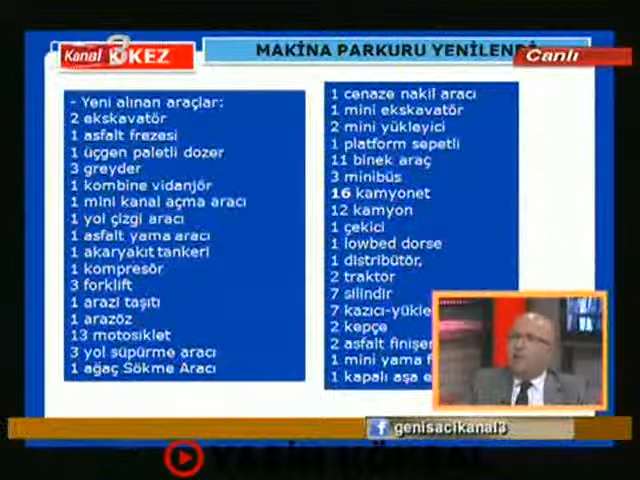 Kanal
3
KEZ
MAKİNA PARKURU YENİLENDİ
Canlı
- Yeni alınan araçlar:
2 ekskavatör
1 asfalt frezesi
1 üçgen paletli dozer
3 greyder
1 kombine vidanjör
1 mini kanal açma aracı
1 yol çizgi aracı
1 asfalt yama aracı
1 akaryakıt tankeri
1 kompresör
3 forklift
1 arazi taşıtı
1 arazöz
13 motosiklet
3 yol süpürme aracı
1 ağaç Sökme Aracı
1 cenaze nakil aracı
1 mini ekskavatör
2 mini yükleyici
1 platform sepetli
11 binek araç
3 minibüs
16 kamyonet
12 kamyon
1 çekici
1 lowbed dorse
1 distribütör,
2 traktor
7 silindir
7 kazıcı-yükle
2 kepçe
2 asfalt finişer
1 mini yama
1 kapalı aşa
genisacikanal3